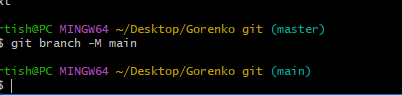 rtish@PC MINGW64 ~/Desktop/Gorenko git (master)
$ git branch -M main
rtish@PC MINGW64 ~/Desktop/Gorenko git (main)
$